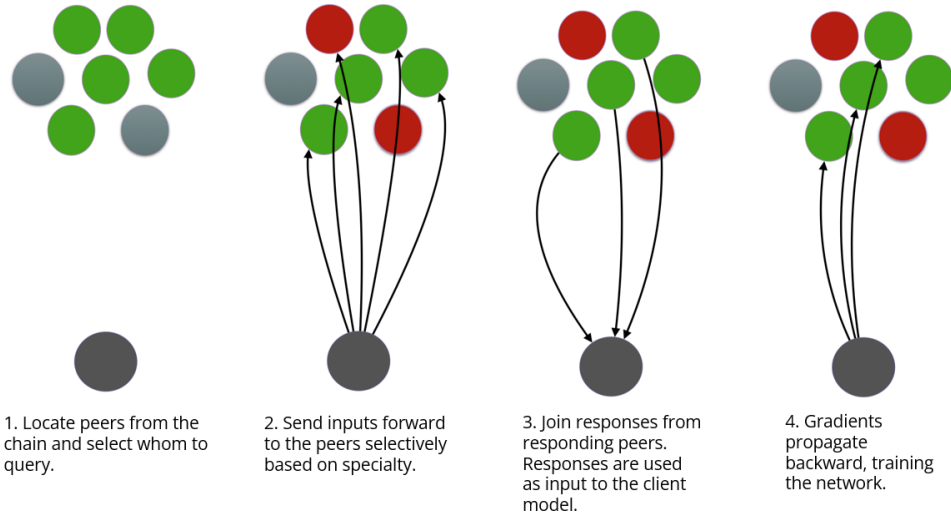 1. Locate peers from the
chain and select whom to
query.
2. Send inputs forward
to the peers selectively
based on specialty.
3. Join responses from
responding peers.
Responses are used
as input to the client
model.
4. Gradients
propagate
backward, training
the network.